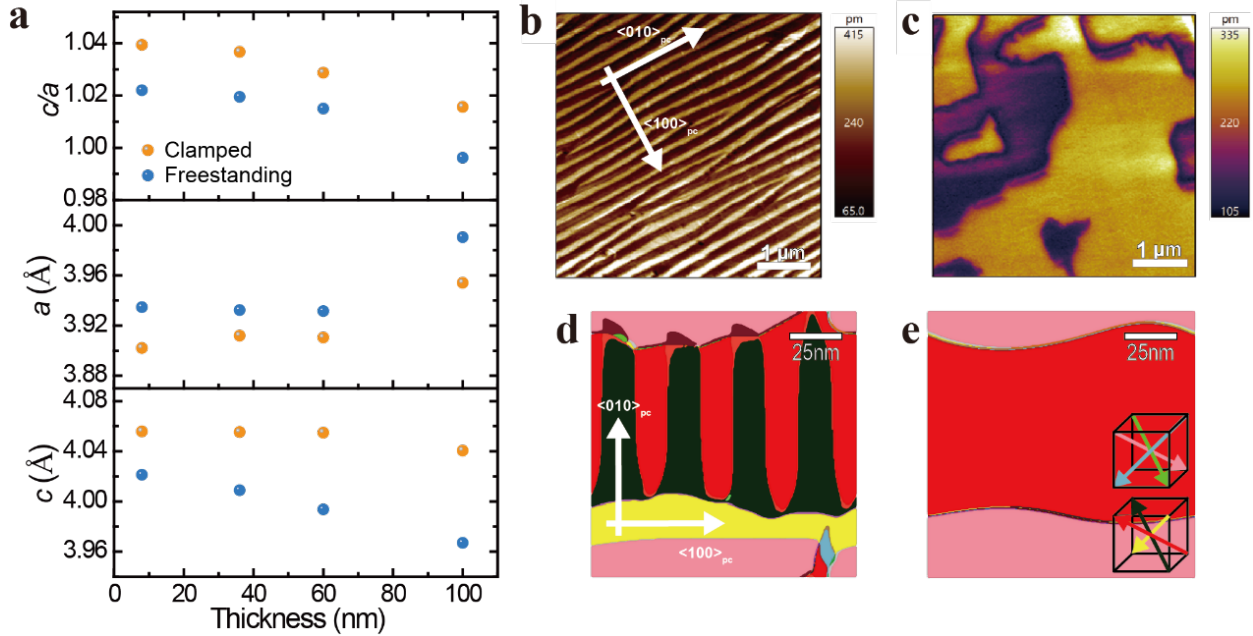 a
1.04
1.02
1.00
0.98
c/a
Clamped
Freestanding
4.00
3.96
3.92
3.88
a (Å)
4.08
4.04
4.00
3.96
c (Å)
0
20
40
60
80
100
Thickness (nm)
b
<010>pc
<100>pc
1 µm
pm
415
240
65.0
c
1 µm
pm
335
220
105
d
25nm
<010>pc
<100>pc
e
25nm